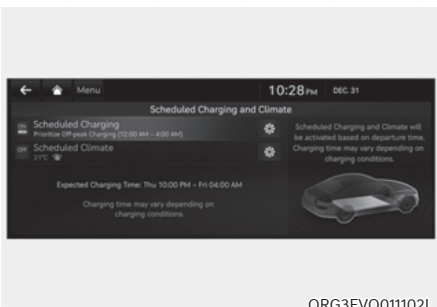 Menu
10:28 PM DEC. 31
Scheduled Charging and Climate
ON
Scheduled Charging
Prioritize Off-peak Charging (12:00 AM – 4:00 AM)
OFF
Scheduled Climate
21°C
Expected Charging Time: Thu 10:00 PM – Fri 04:00 AM
Charging time may vary depending on
charging conditions.
Scheduled Charging and Climate will
be activated based on departure time.
Charging time may vary depending on
charging conditions.